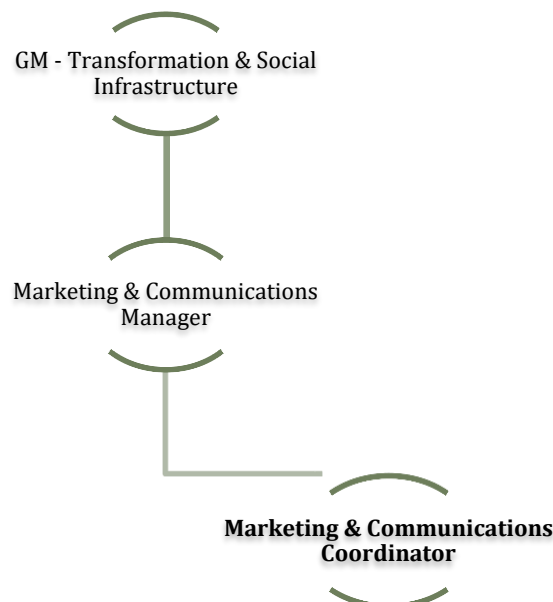 GM - Transformation & Social
Infrastructure
Marketing & Communications
Manager
Marketing & Communications
Coordinator